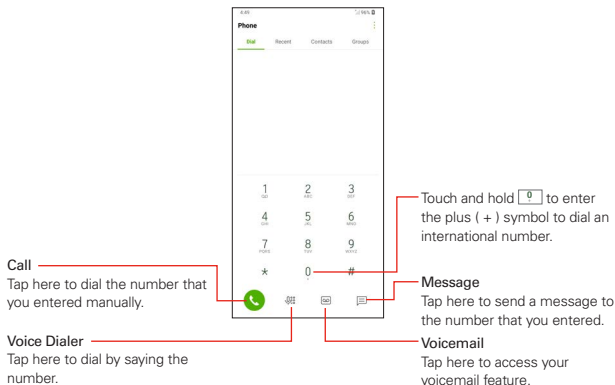 4:49
96%
Phone
Dial Recent Contacts Groups
1 2 3
ABC DEF
4 5 6
GHI JKL MNO
7 8 9
PQRS TUV WXYZ
* 0 #
Call
Tap here to dial the number that
you entered manually.
Voice Dialer
Tap here to dial by saying the
number.
Touch and hold 0 to enter
the plus ( + ) symbol to dial an
international number.
Message
Tap here to send a message to
the number that you entered.
Voicemail
Tap here to access your
voicemail feature.